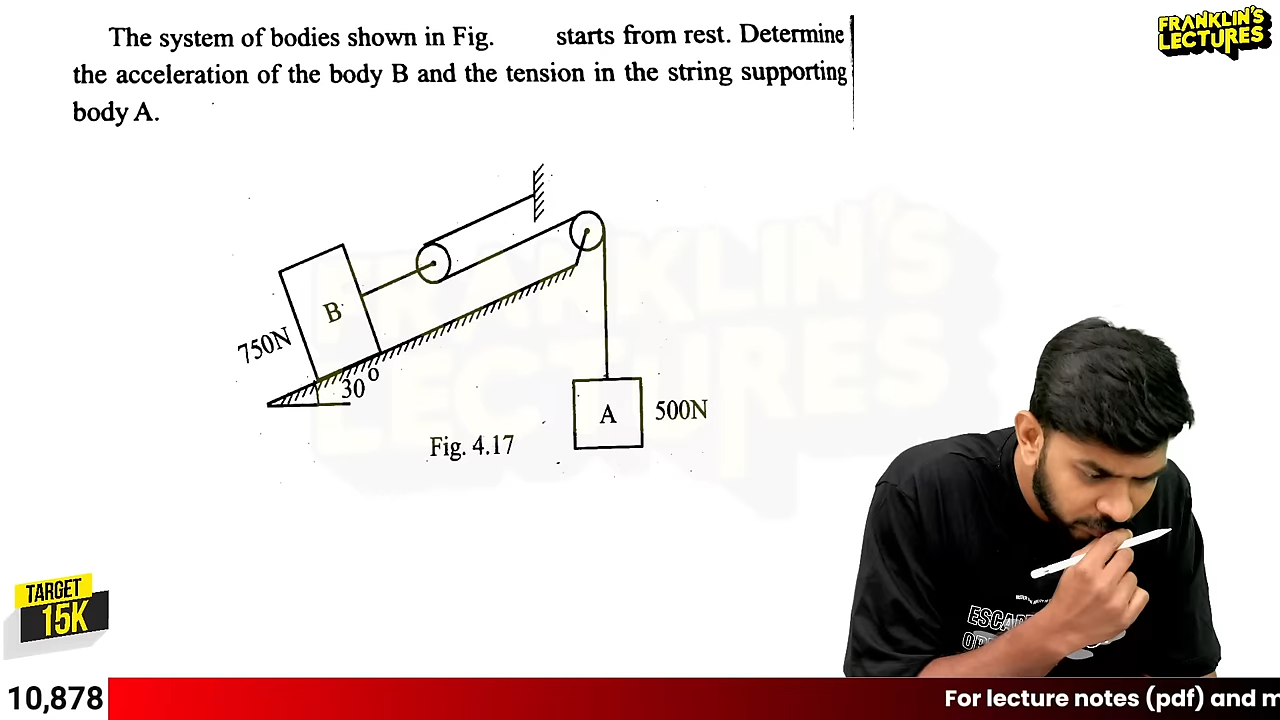 FRANKLIN'S
LECTURES
The system of bodies shown in Fig. starts from rest. Determine
the acceleration of the body B and the tension in the string supporting
body A.
B
750N
30°
A
500N
Fig. 4.17
FRANKLIN'S
LECTURES
TARGET
15K
10,878
For lecture notes (pdf) and m